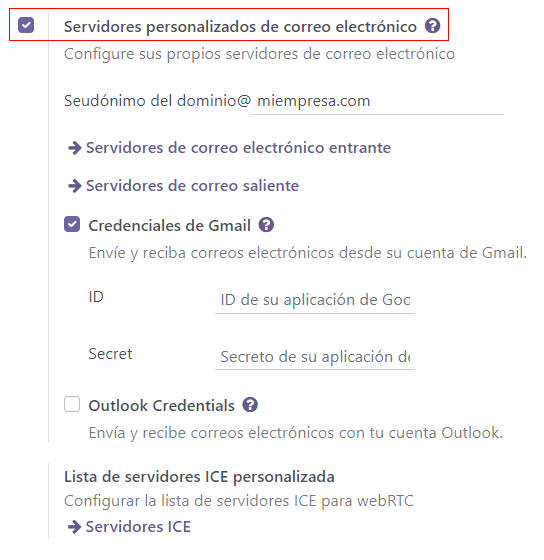 Servidores personalizados de correo electrónico ?
Configure sus propios servidores de correo electrónico
Seudónimo del dominio@ miempresa.com
Servidores de correo electrónico entrante
Servidores de correo saliente
Credenciales de Gmail ?
Envíe y reciba correos electrónicos desde su cuenta de Gmail.
ID ID de su aplicación de Goo
Secret Secreto de su aplicación de
Outlook Credentials ?
Envía y recibe correos electrónicos con tu cuenta Outlook.
Lista de servidores ICE personalizada
Configurar la lista de servidores ICE para webRTC
Servidores ICE